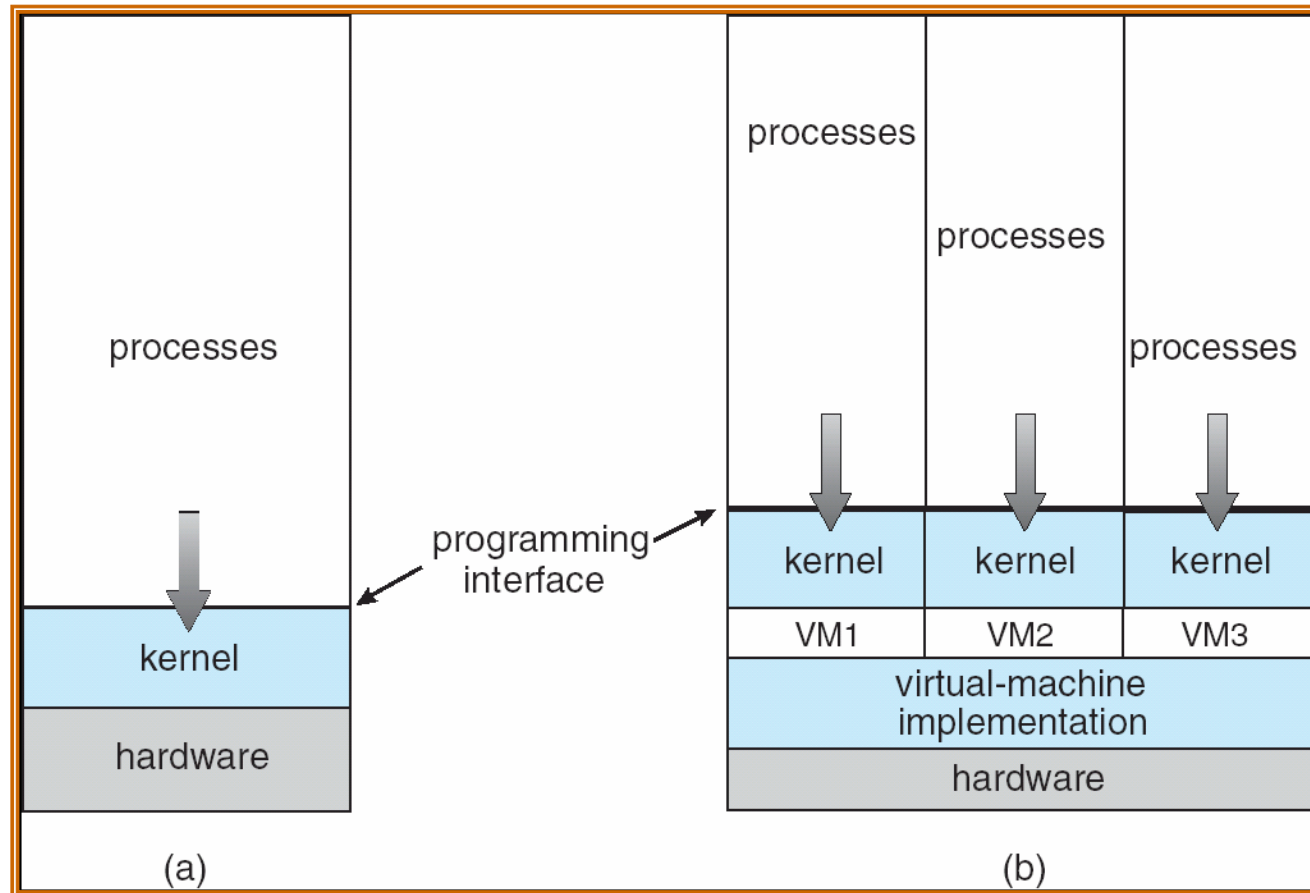 processes
kernel
hardware
(a)
programming
interface
processes
processes
processes
kernel
kernel
kernel
VM1
VM2
VM3
virtual-machine
implementation
hardware
(b)